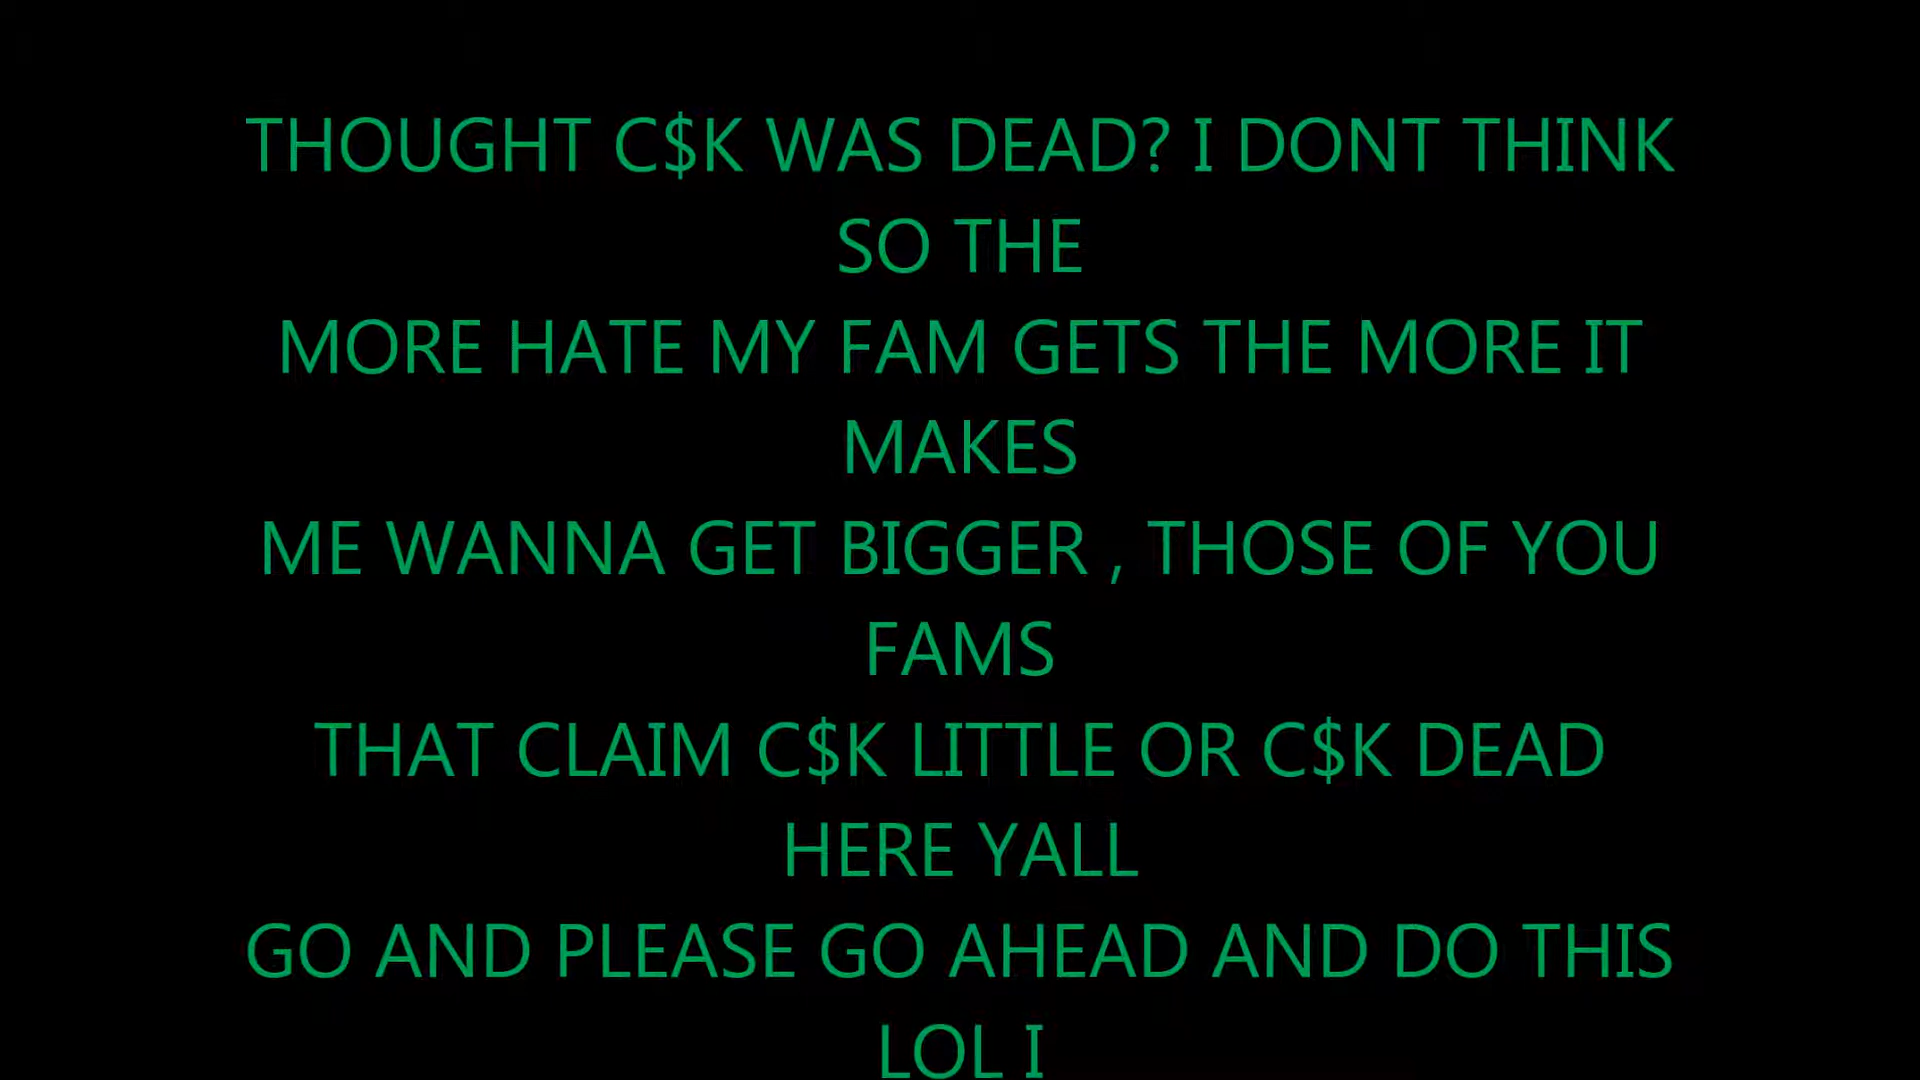 THOUGHT C$K WAS DEAD? I DONT THINK
SO THE
MORE HATE MY FAM GETS THE MORE IT
MAKES
ME WANNA GET BIGGER , THOSE OF YOU
FAMS
THAT CLAIM C$K LITTLE OR C$K DEAD
HERE YALL
GO AND PLEASE GO AHEAD AND DO THIS
LOL I